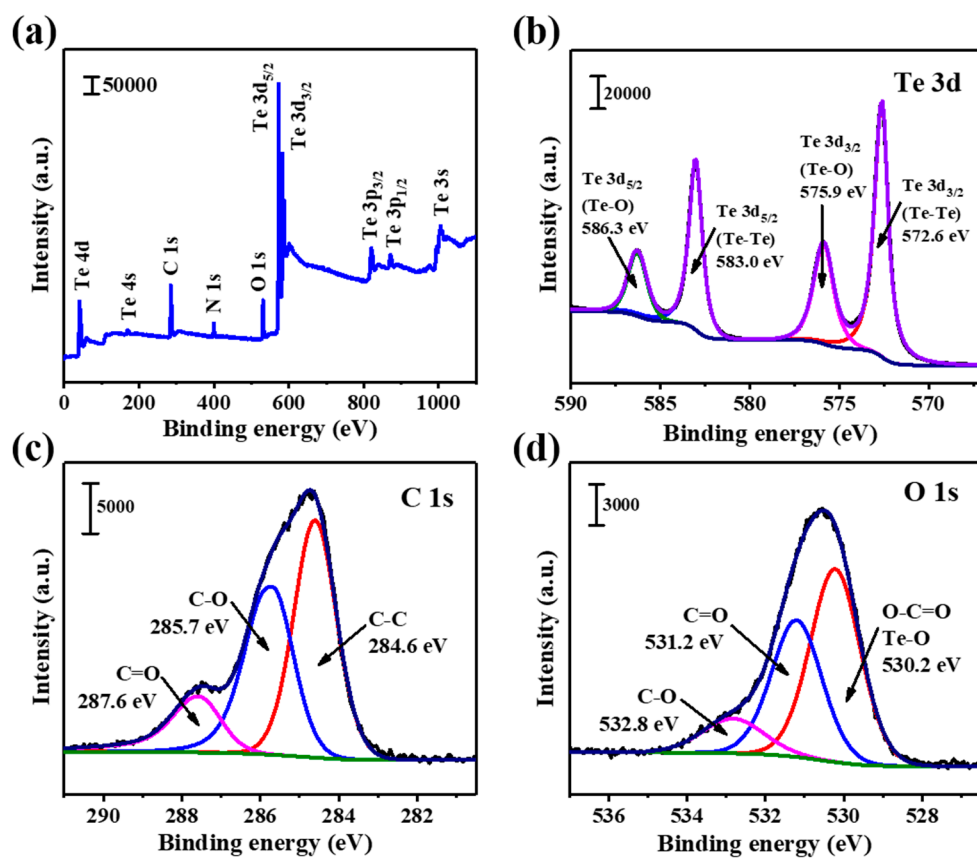 (a)
50000
Te 4d
Te 4s
C 1s
N 1s
O 1s
Te 3d5/2
Te 3d3/2
Te 3p3/2
Te 3p1/2
Te 3s
Intensity (a.u.)
0 200 400 600 800 1000
Binding energy (eV)
(b)
20000
Te 3d
Te 3d5/2
(Te-O)
586.3 eV
Te 3d5/2
(Te-Te)
583.0 eV
Te 3d3/2
(Te-O)
575.9 eV
Te 3d3/2
(Te-Te)
572.6 eV
Intensity (a.u.)
590 585 580 575 570
Binding energy (eV)
(c)
5000
C 1s
C=O
287.6 eV
C-O
285.7 eV
C-C
284.6 eV
Intensity (a.u.)
290 288 286 284 282
Binding energy (eV)
(d)
3000
O 1s
C-O
532.8 eV
C=O
531.2 eV
O-C=O
Te-O
530.2 eV
Intensity (a.u.)
536 534 532 530 528
Binding energy (eV)